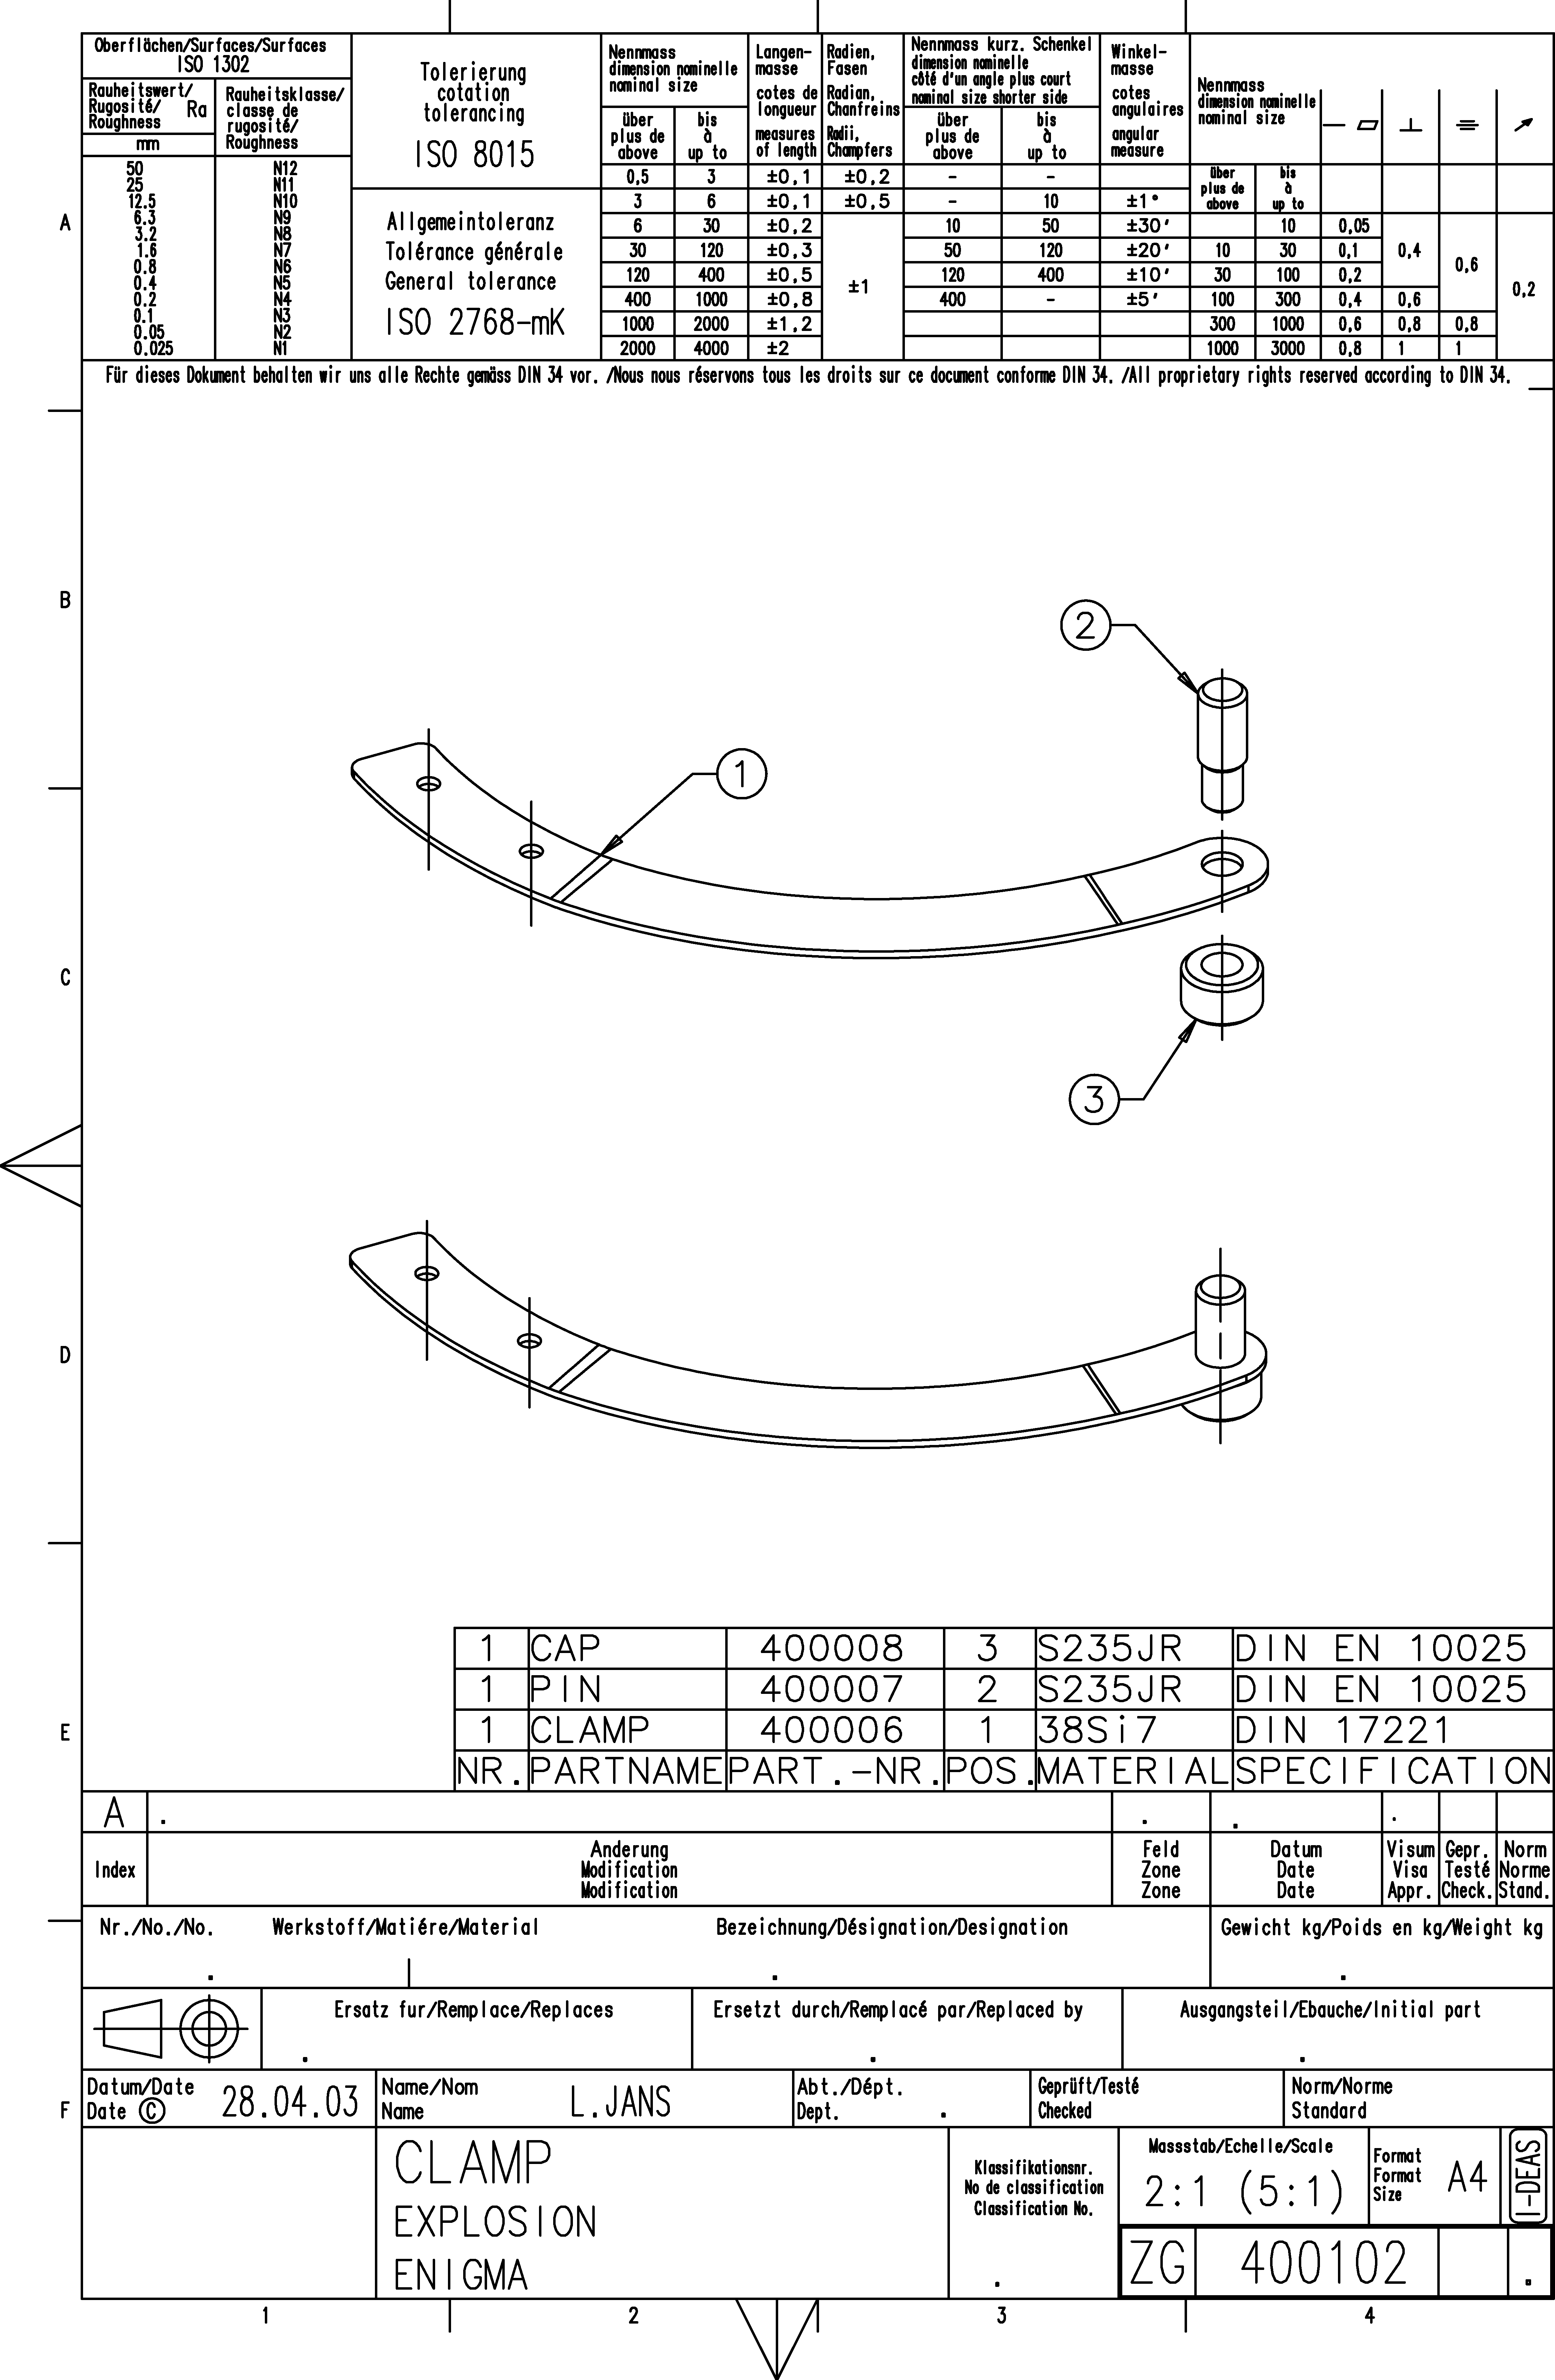 Oberflächen/Surfaces/Surfaces
ISO 1302
Rauheitswert/
Rugosité/ Ra
Roughness
mm
Rauheitsklasse/
classe de
rugosité/
Roughness
50 N12
25 N11
12.5 N10
6.3 N9
3.2 N8
1.6 N7
0.8 N6
0.4 N5
0.2 N4
0.1 N3
0.05 N2
0.025 N1
Tolerierung
cotation
tolerancing
ISO 8015
Allgemeintoleranz
Tolérance générale
General tolerance
ISO 2768-mK
Nennmass
dimension nominelle
nominal size
über
plus de
above
bis
à
up to
Langen-
masse
cotes de
longueur
measures
of length
Radien,
Fasen
Radian,
Chanfreins
Radii,
Champfers
Nennmass kurz. Schenkel
dimension nominelle
côté d'un angle plus court
nominal size shorter side
über
plus de
above
bis
à
up to
Winkel-
masse
cotes
angulaires
angular
measure
0,5 3 ±0,1 ±0,2 - -
3 6 ±0,1 ±0,5 - 10 ±1°
6 30 ±0,2 10 50 ±30'
30 120 ±0,3 50 120 ±20'
120 400 ±0,5 ±1 120 400 ±10'
400 1000 ±0,8 400 - ±5'
1000 2000 ±1,2
2000 4000 ±2
Nennmass
dimension nominelle
nominal size
über
plus de
above
bis
à
up to
10 0,05
10 30 0,1 0,4
30 100 0,2 0,6 0,2
100 300 0,4 0,6
300 1000 0,6 0,8 0,8
1000 3000 0,8 1 1
Für dieses Dokument behalten wir uns alle Rechte gemäss DIN 34 vor. /Nous nous réservons tous les droits sur ce document conforme DIN 34. /All proprietary rights reserved according to DIN 34.
A
B
C
D
E
F
2
1
3
1 CAP 400008 3 S235JR DIN EN 10025
1 PIN 400007 2 S235JR DIN EN 10025
1 CLAMP 400006 1 38Si7 DIN 17221
NR. PARTNAME PART.-NR. POS. MATERIAL SPECIFICATION
A . . . .
Index
Anderung
Modification
Modification
Feld
Zone
Zone
Datum
Date
Date
Visum
Visa
Appr.
Gepr.
Testé
Check.
Norm
Norme
Stand.
Nr./No./No. Werkstoff/Matiére/Material Bezeichnung/Désignation/Designation Gewicht kg/Poids en kg/Weight kg
. . .
Ersatz fur/Remplace/Replaces Ersetzt durch/Remplacé par/Replaced by Ausgangsteil/Ebauche/Initial part
. . .
Datum/Date
Date © 28.04.03
Name/Nom
Name L.JANS
Abt./Dépt.
Dept. .
Geprüft/Testé
Checked
Norm/Norme
Standard
CLAMP
EXPLOSION
ENIGMA
Klassifikationsnr.
No de classification
Classification No.
.
Massstab/Echelle/Scale
2:1 (5:1)
Format
Format
Size
A4
I-DEAS
ZG 400102 .
1 2 3 4